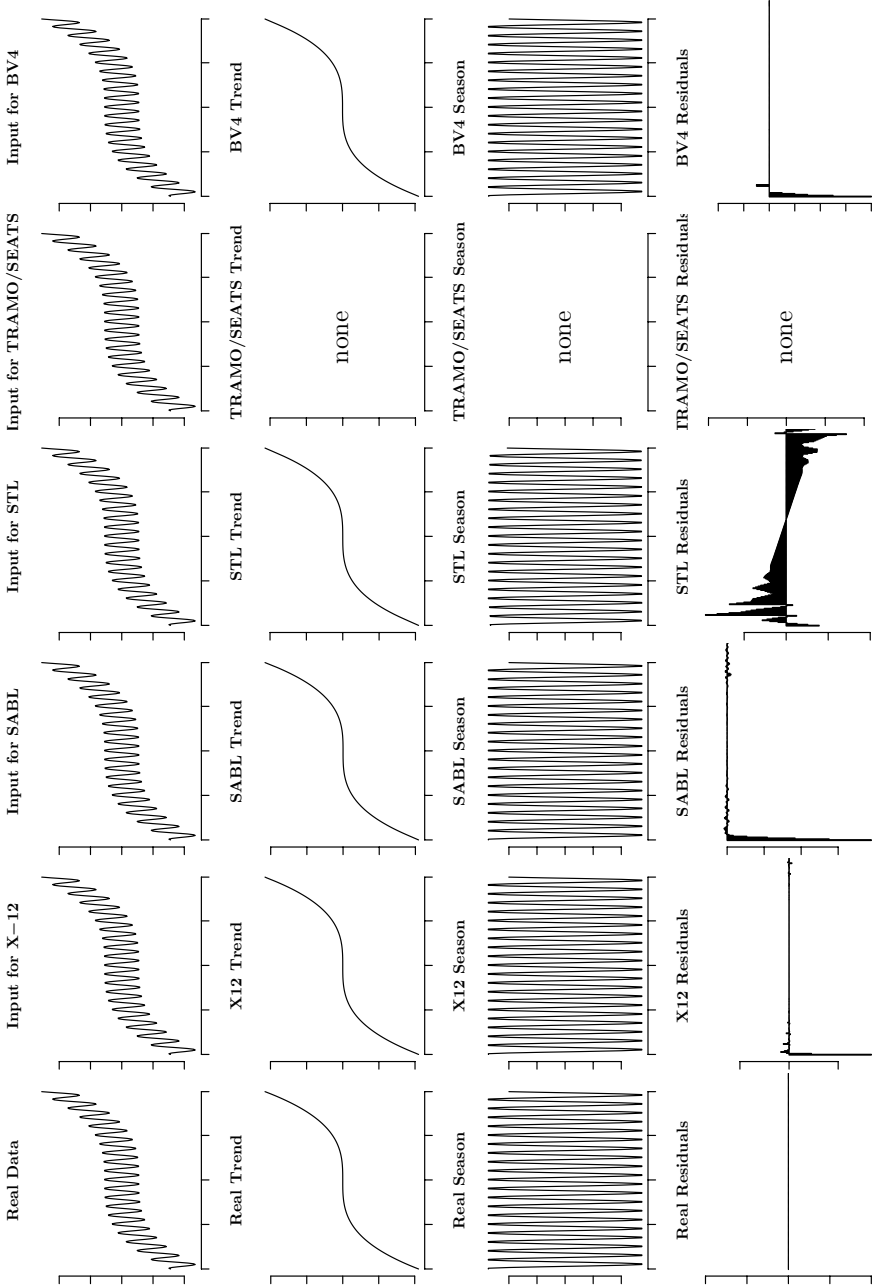 Real Data
Input for X−12
Input for SABL
Input for STL
Input for TRAMO/SEATS
Input for BV4
Real Trend
X12 Trend
SABL Trend
STL Trend
TRAMO/SEATS Trend
BV4 Trend
none
Real Season
X12 Season
SABL Season
STL Season
TRAMO/SEATS Season
BV4 Season
none
Real Residuals
X12 Residuals
SABL Residuals
STL Residuals
TRAMO/SEATS Residuals
BV4 Residuals
none